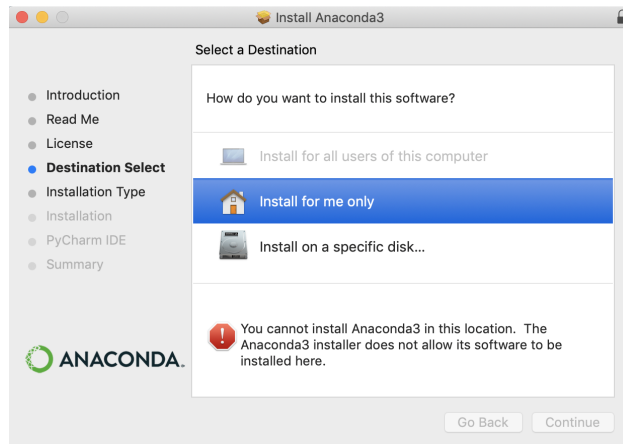 Install Anaconda3
Select a Destination
Introduction
Read Me
License
Destination Select
Installation Type
Installation
PyCharm IDE
Summary
How do you want to install this software?
Install for all users of this computer
Install for me only
Install on a specific disk...
You cannot install Anaconda3 in this location. The
Anaconda3 installer does not allow its software to be
installed here.
ANACONDA.
Go Back
Continue